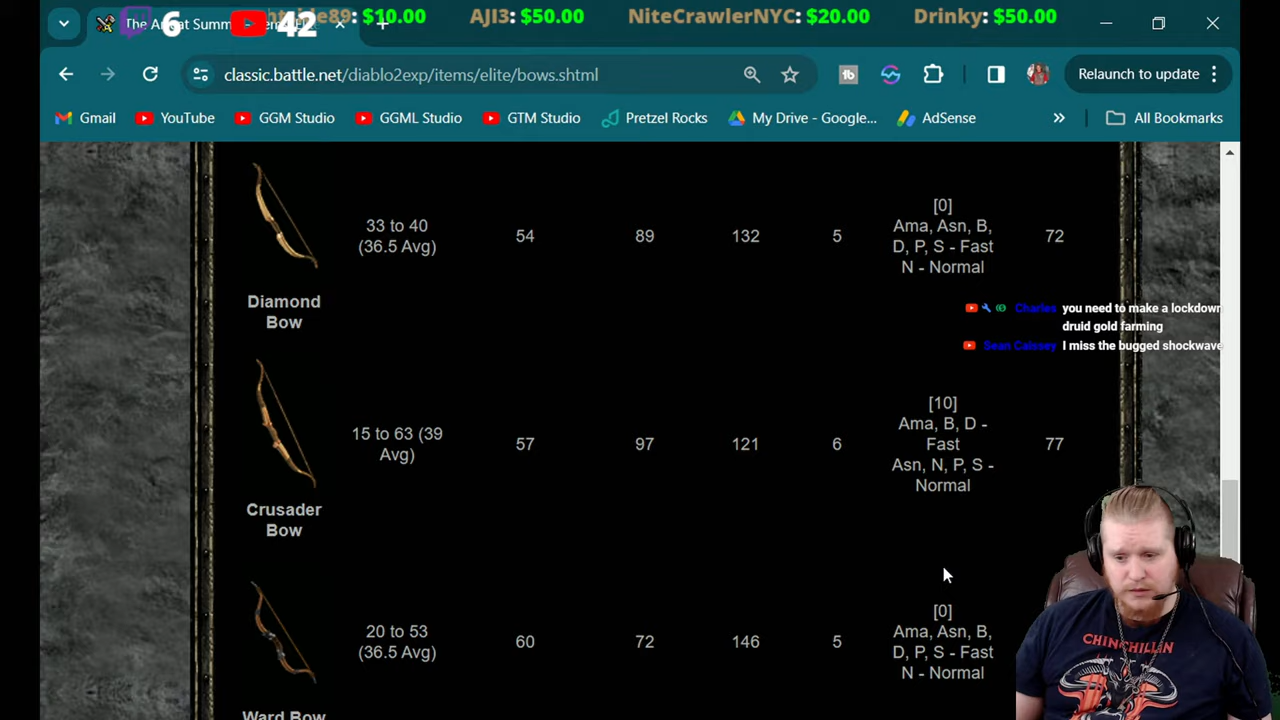 $10.00 AJI3: $50.00 NiteCrawlerNYC: $20.00 Drinky: $50.00
6 42
classic.battle.net/diablo2exp/items/elite/bows.shtml
Relaunch to update
Gmail YouTube GGM Studio GGML Studio GTM Studio Pretzel Rocks My Drive - Google... AdSense » All Bookmarks
33 to 40
(36.5 Avg)
54 89 132 5
[0]
Ama, Asn, B,
D, P, S - Fast
N - Normal
72
Diamond
Bow
Charles you need to make a lockdown
druid gold farming
Sean Caissey I miss the bugged shockwave
15 to 63 (39
Avg)
57 97 121 6
[10]
Ama, B, D -
Fast
Asn, N, P, S -
Normal
77
Crusader
Bow
20 to 53
(36.5 Avg)
60 72 146 5
[0]
Ama, Asn, B,
D, P, S - Fast
N - Normal
Ward Bow
CHINCHILLIN'